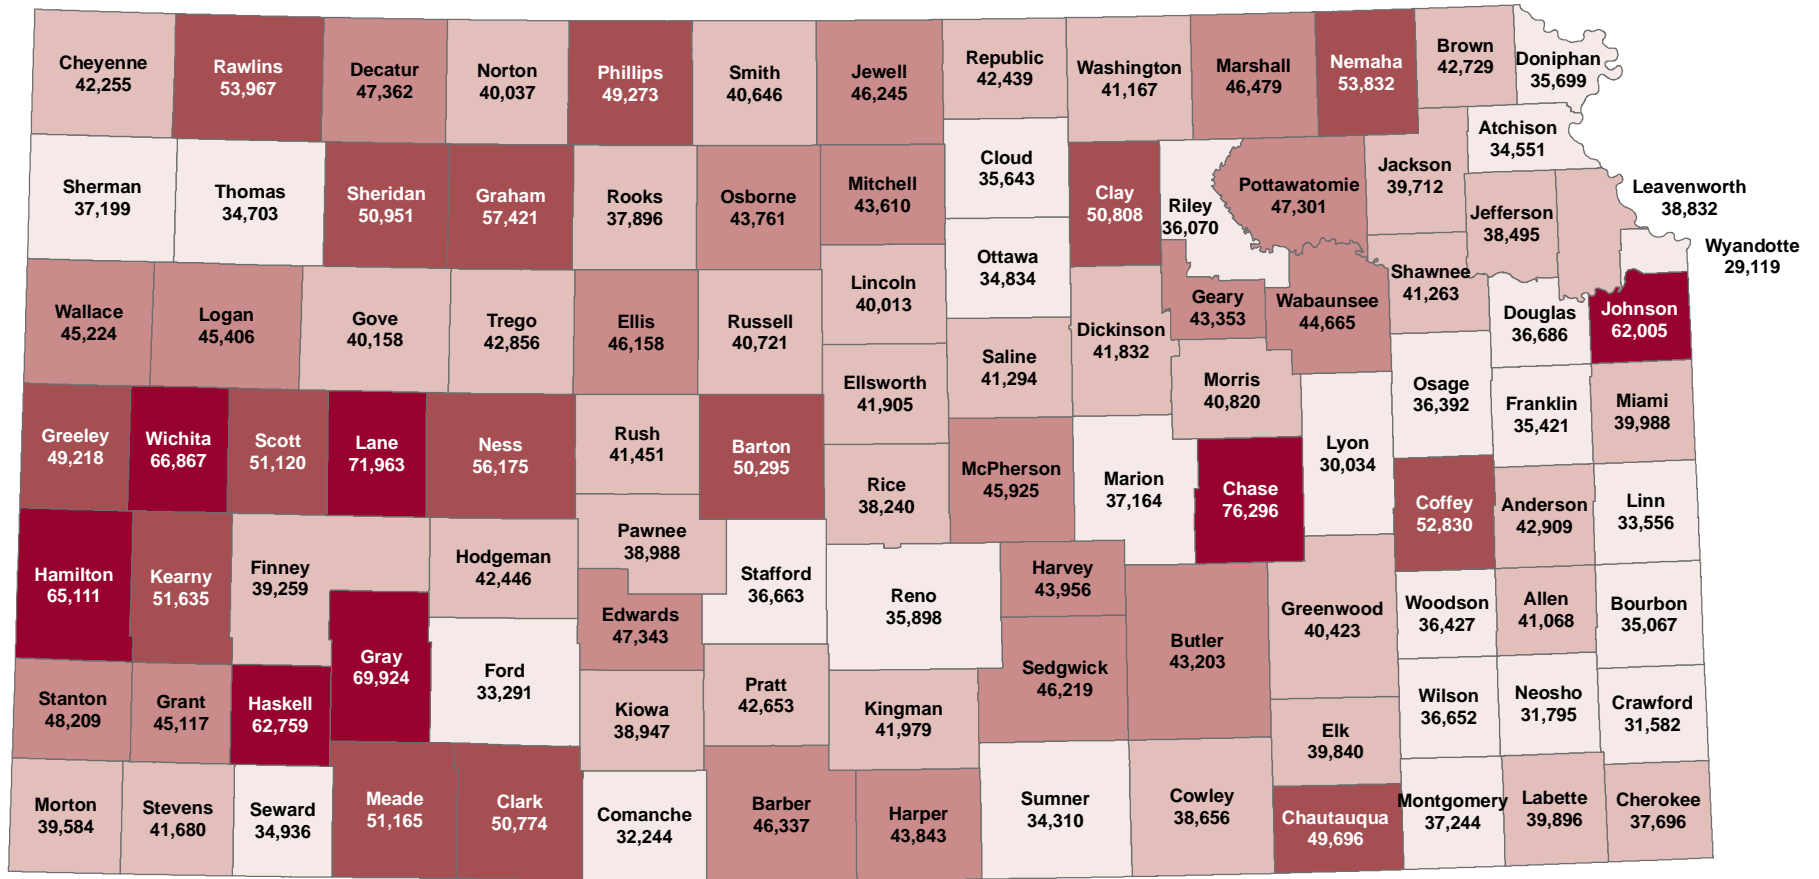 Cheyenne
42,255
Rawlins
53,967
Decatur
47,362
Norton
40,037
Phillips
49,273
Smith
40,646
Jewell
46,245
Republic
42,439
Washington
41,167
Marshall
46,479
Nemaha
53,832
Brown
42,729
Doniphan
35,699
Sherman
37,199
Thomas
34,703
Sheridan
50,951
Graham
57,421
Rooks
37,896
Osborne
43,761
Mitchell
43,610
Cloud
35,643
Clay
50,808
Riley
36,070
Pottawatomie
47,301
Jackson
39,712
Atchison
34,551
Jefferson
38,495
Leavenworth
38,832
Wyandotte
29,119
Wallace
45,224
Logan
45,406
Gove
40,158
Trego
42,856
Ellis
46,158
Russell
40,721
Lincoln
40,013
Ottawa
34,834
Saline
41,294
Dickinson
41,832
Geary
43,353
Wabaunsee
44,665
Shawnee
41,263
Douglas
36,686
Johnson
62,005
Greeley
49,218
Wichita
66,867
Scott
51,120
Lane
71,963
Ness
56,175
Rush
41,451
Barton
50,295
Ellsworth
41,905
Rice
38,240
McPherson
45,925
Marion
37,164
Morris
40,820
Chase
76,296
Lyon
30,034
Osage
36,392
Franklin
35,421
Miami
39,988
Coffey
52,830
Anderson
42,909
Linn
33,556
Hamilton
65,111
Kearny
51,635
Finney
39,259
Hodgeman
42,446
Pawnee
38,988
Stafford
36,663
Edwards
47,343
Reno
35,898
Harvey
43,956
Sedgwick
46,219
Butler
43,203
Greenwood
40,423
Woodson
36,427
Allen
41,068
Bourbon
35,067
Stanton
48,209
Grant
45,117
Haskell
62,759
Gray
69,924
Ford
33,291
Kiowa
38,947
Pratt
42,653
Kingman
41,979
Elk
39,840
Wilson
36,652
Neosho
31,795
Crawford
31,582
Morton
39,584
Stevens
41,680
Seward
34,936
Meade
51,165
Clark
50,774
Comanche
32,244
Barber
46,337
Harper
43,843
Sumner
34,310
Cowley
38,656
Chautauqua
49,696
Montgomery
37,244
Labette
39,896
Cherokee
37,696